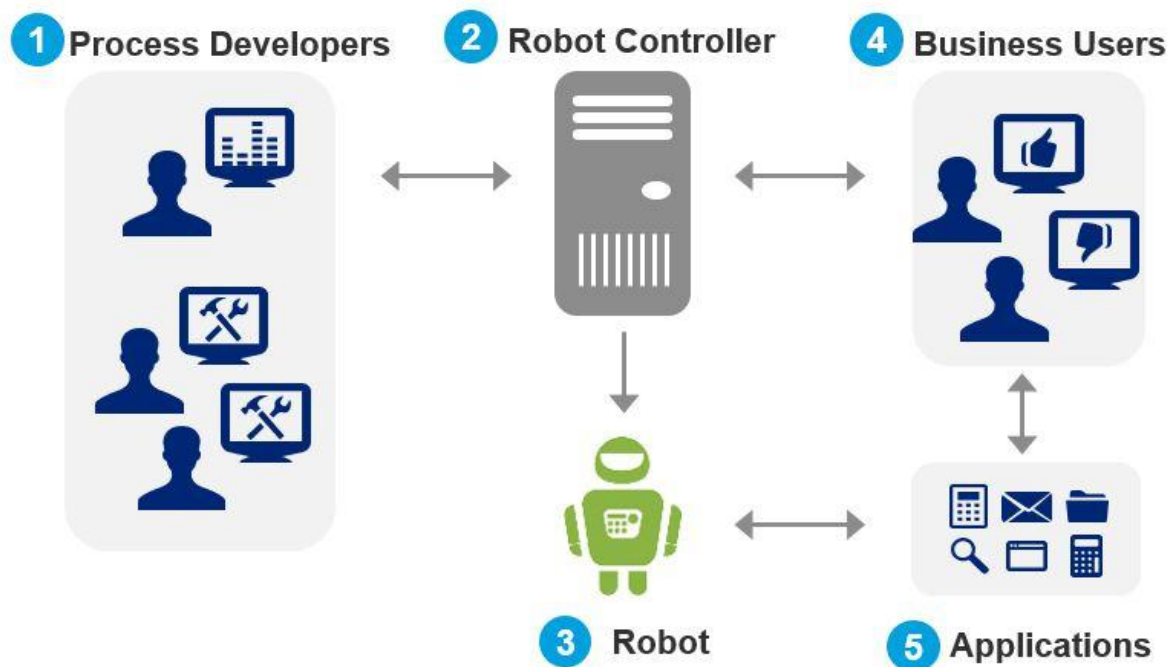 1 Process Developers
2 Robot Controller
4 Business Users
3 Robot
5 Applications